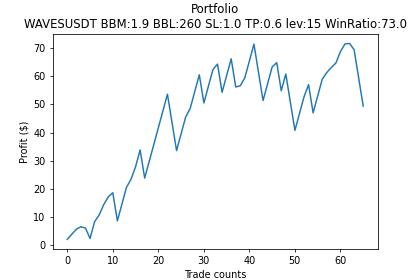 Portfolio
WAVESUSDT BBM:1.9 BBL:260 SL:1.0 TP:0.6 lev:15 WinRatio:73.0
70
60
50
40
30
20
10
0
Profit ($)
0 10 20 30 40 50 60
Trade counts